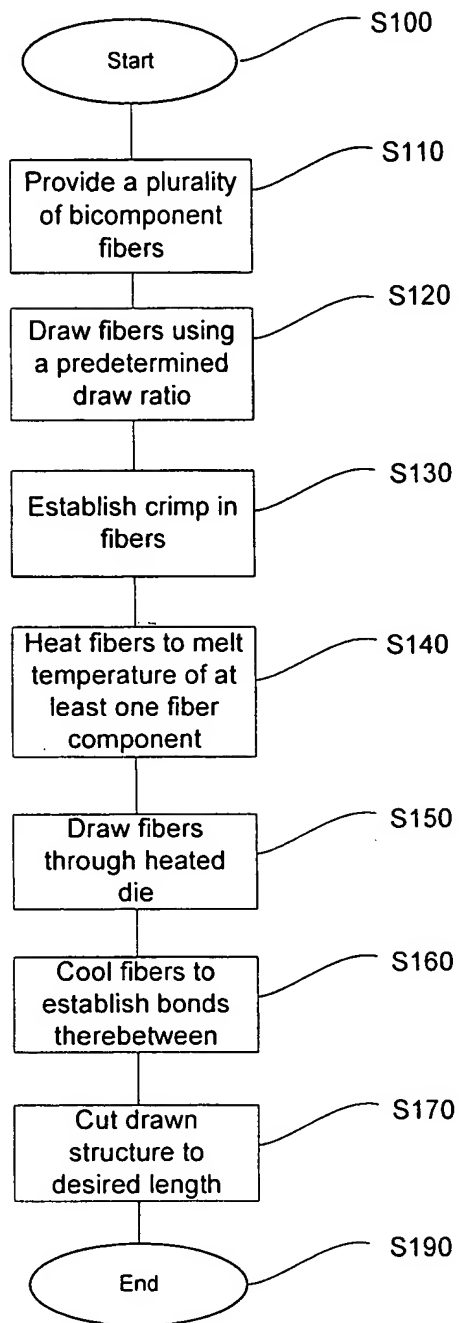 S100
Start
S110
Provide a plurality
of bicomponent
fibers
S120
Draw fibers using
a predetermined
draw ratio
S130
Establish crimp in
fibers
S140
Heat fibers to melt
temperature of at
least one fiber
component
S150
Draw fibers
through heated
die
S160
Cool fibers to
establish bonds
therebetween
S170
Cut drawn
structure to
desired length
S190
End